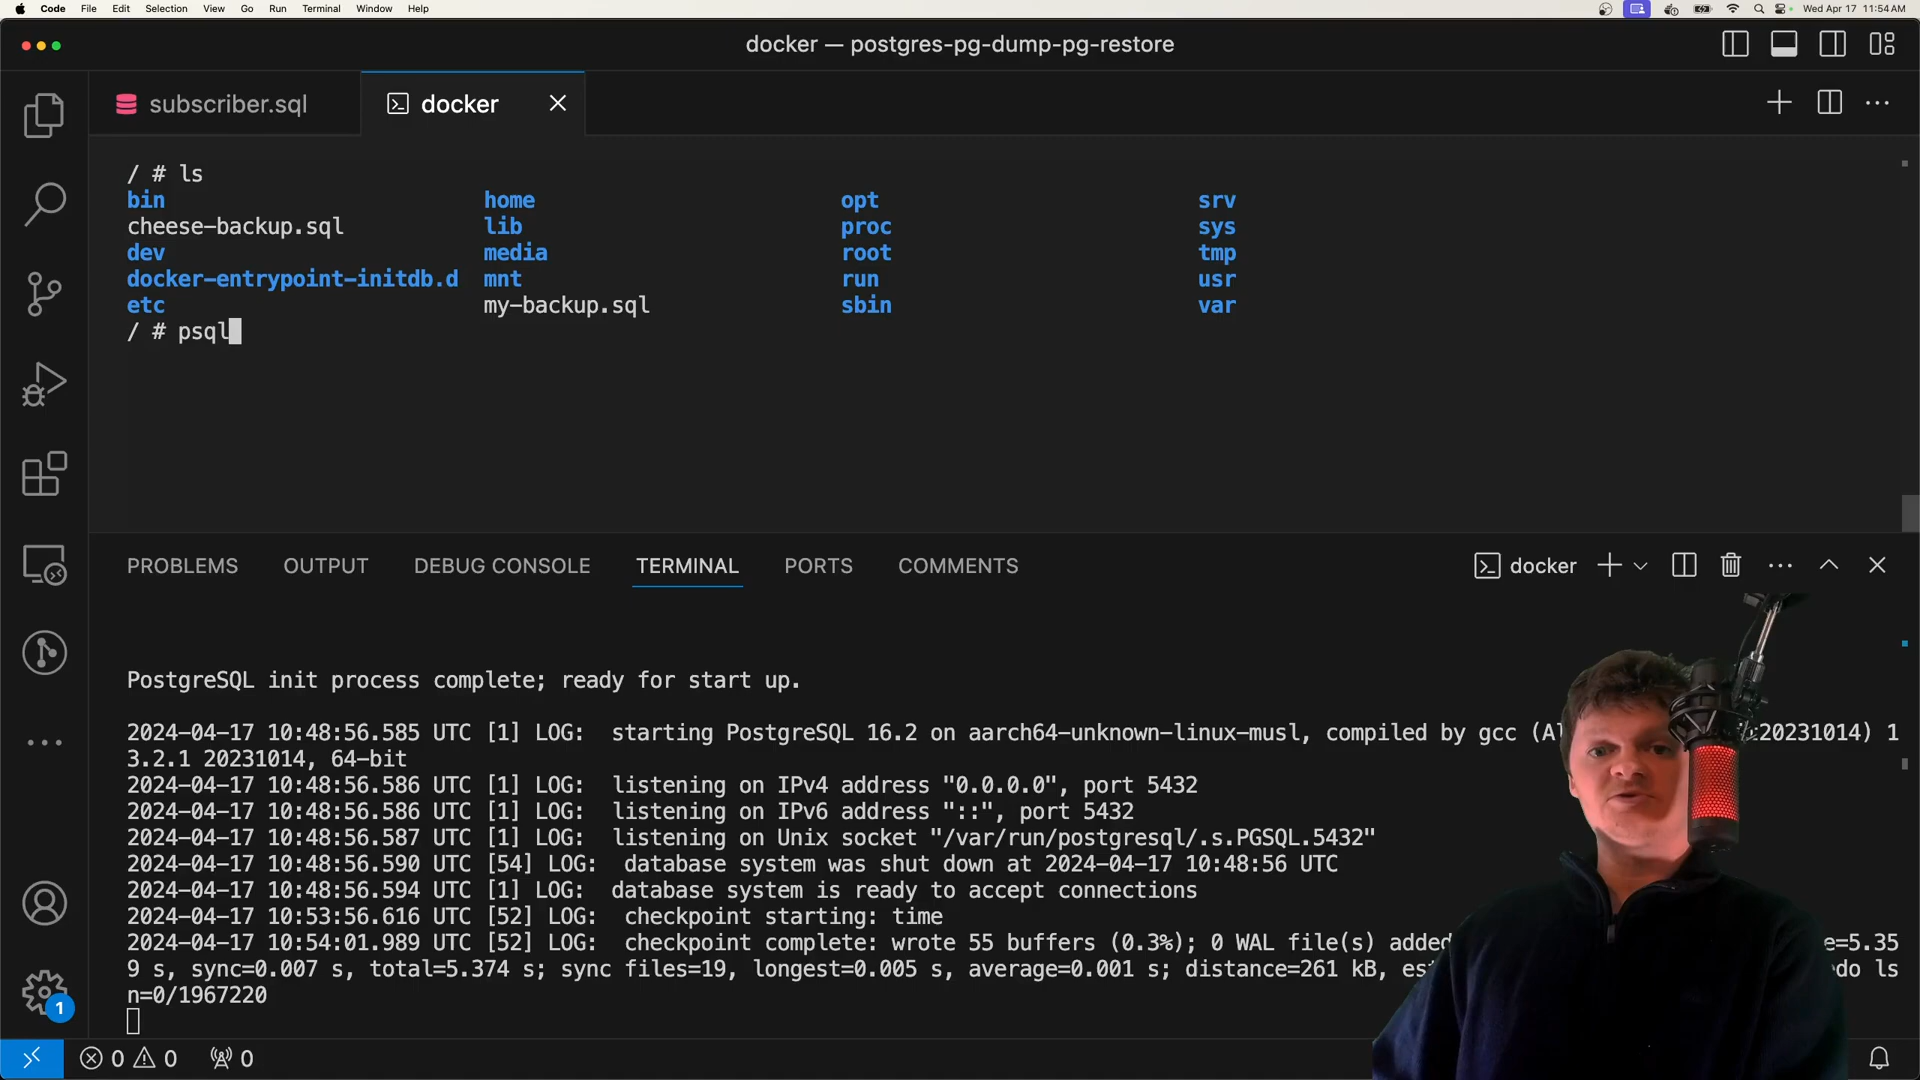 Code File Edit Selection View Go Run Terminal Window Help
Wed Apr 17 11:54 AM
docker — postgres-pg-dump-pg-restore
subscriber.sql
docker
/ # ls
bin home opt srv
cheese-backup.sql lib proc sys
dev media root tmp
docker-entrypoint-initdb.d mnt run usr
etc my-backup.sql sbin var
/ # psql
PROBLEMS OUTPUT DEBUG CONSOLE TERMINAL PORTS COMMENTS
docker
PostgreSQL init process complete; ready for start up.
2024-04-17 10:48:56.585 UTC [1] LOG:  starting PostgreSQL 16.2 on aarch64-unknown-linux-musl, compiled by gcc 20231014) 1
3.2.1 20231014, 64-bit
2024-04-17 10:48:56.586 UTC [1] LOG:  listening on IPv4 address "0.0.0.0", port 5432
2024-04-17 10:48:56.586 UTC [1] LOG:  listening on IPv6 address "::", port 5432
2024-04-17 10:48:56.587 UTC [1] LOG:  listening on Unix socket "/var/run/postgresql/.s.PGSQL.5432"
2024-04-17 10:48:56.590 UTC [54] LOG:  database system was shut down at 2024-04-17 10:48:56 UTC
2024-04-17 10:48:56.594 UTC [1] LOG:  database system is ready to accept connections
2024-04-17 10:53:56.616 UTC [52] LOG:  checkpoint starting: time
2024-04-17 10:54:01.989 UTC [52] LOG:  checkpoint complete: wrote 55 buffers (0.3%); 0 WAL file(s) added e=5.35
9 s, sync=0.007 s, total=5.374 s; sync files=19, longest=0.005 s, average=0.001 s; distance=261 kB, es do ls
n=0/1967220
1
0 0 0